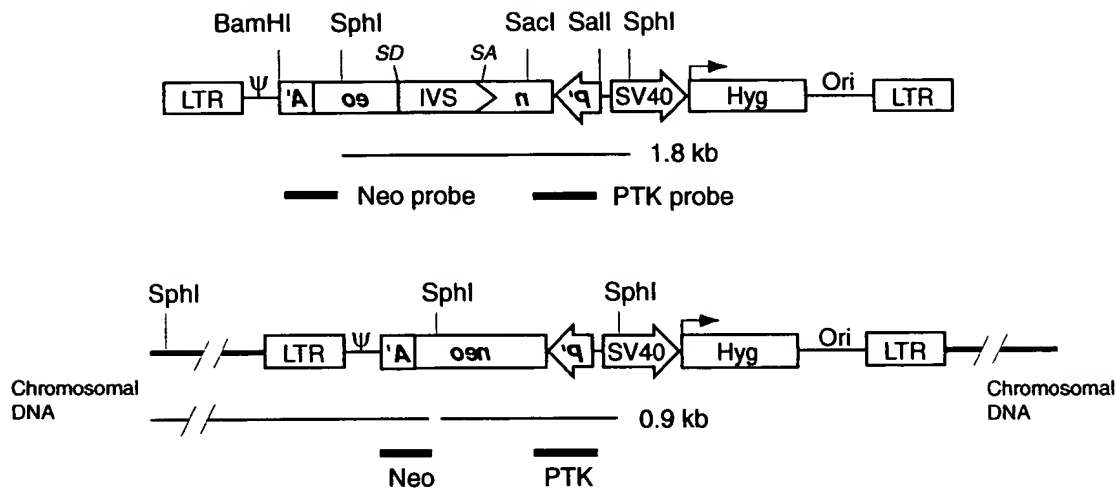 BamHI SphI SacI SalI SphI
SD SA
LTR Ψ A' eo IVS n P' SV40 Hyg Ori LTR
1.8 kb
Neo probe PTK probe
SphI SphI SphI
LTR Ψ A' neo P' SV40 Hyg Ori LTR
Chromosomal DNA Chromosomal DNA
0.9 kb
Neo PTK